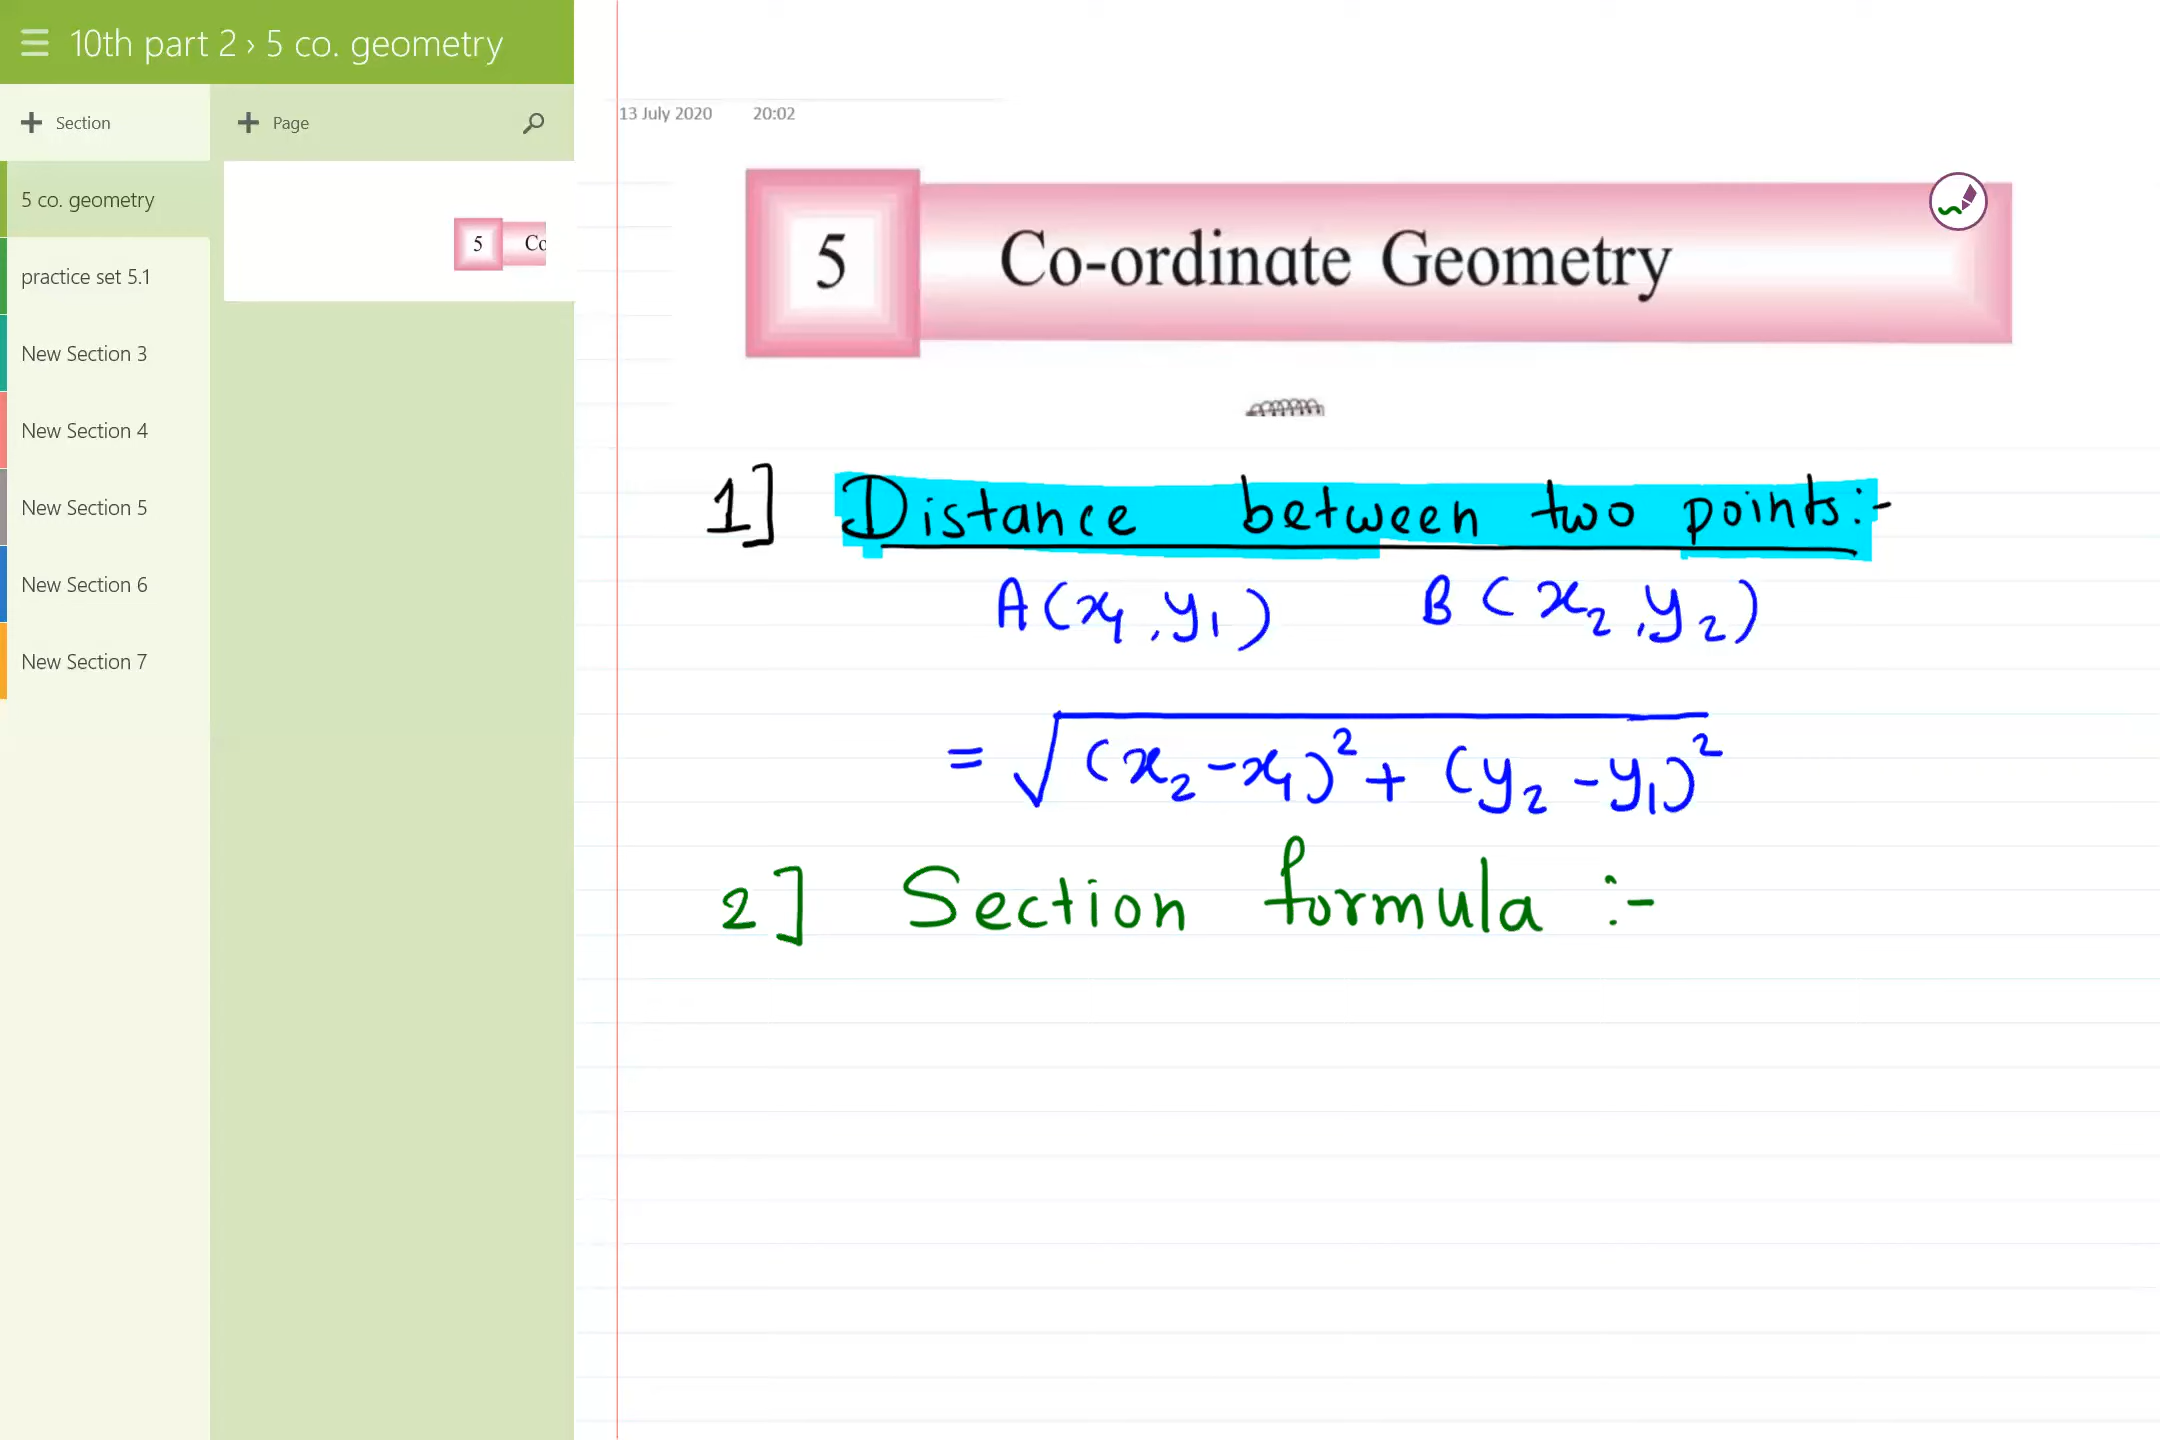 10th part 2 › 5 co. geometry
+ Section
+ Page
5 co. geometry
practice set 5.1
New Section 3
New Section 4
New Section 5
New Section 6
New Section 7
5 Co
13 July 2020 20:02
5 Co-ordinate Geometry
1] Distance between two points:-
A(x₁,y₁) B(x₂,y₂)
= √(x₂-x₁)² + (y₂-y₁)²
2] Section formula :-